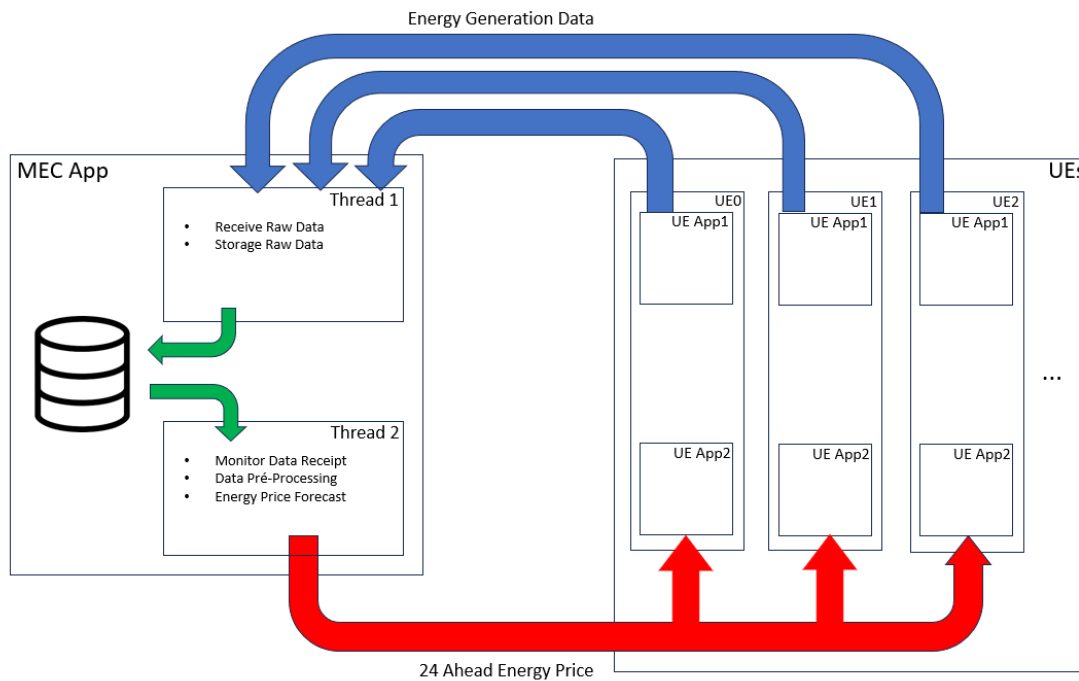 Energy Generation Data
MEC App
UEs
Thread 1
• Receive Raw Data
• Storage Raw Data
UE0
UE1
UE2
UE App1
UE App1
UE App1
...
Thread 2
• Monitor Data Receipt
• Data Pré-Processing
• Energy Price Forecast
UE App2
UE App2
UE App2
24 Ahead Energy Price